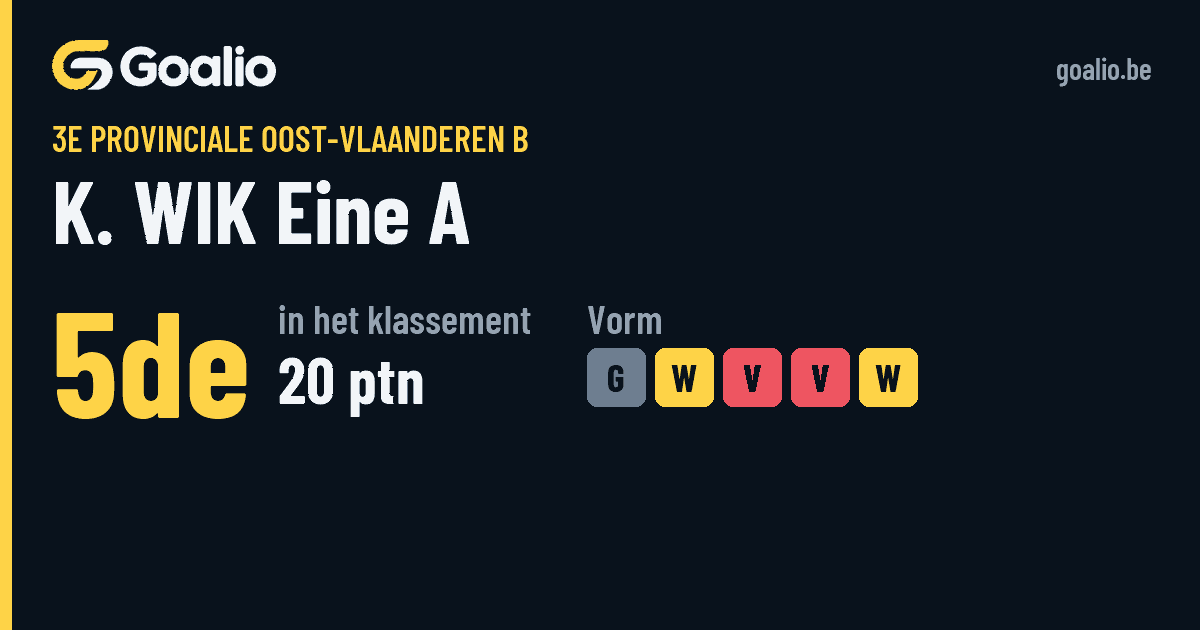 Goalio
goalio.be
3E PROVINCIALE OOST-VLAANDEREN B
K. WIK Eine A
5de
in het klassement
20 ptn
Vorm
G W V V W